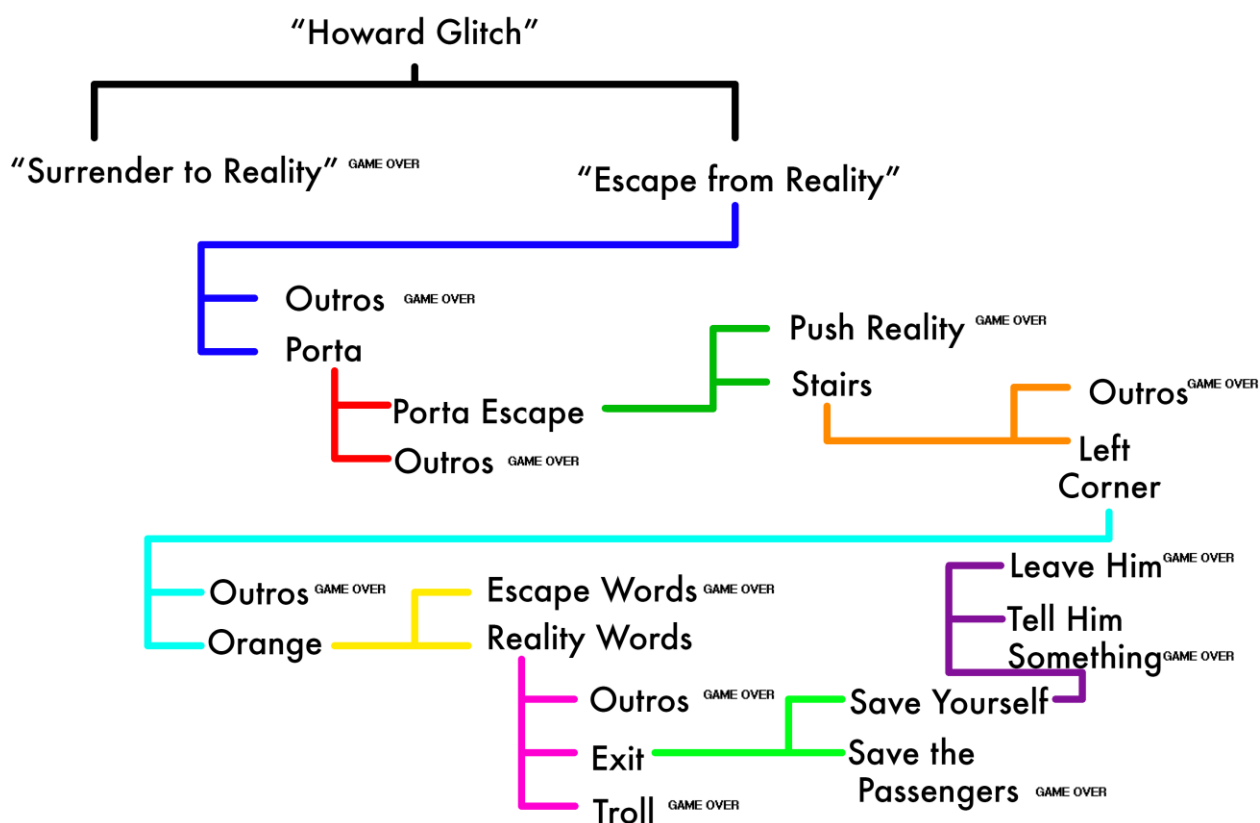 “Howard Glitch”
“Surrender to Reality” GAME OVER
“Escape from Reality”
Outros GAME OVER
Porta
Push Reality GAME OVER
Stairs
Porta Escape
Outros GAME OVER
Outros GAME OVER
Left
Corner
Outros GAME OVER
Orange
Escape Words GAME OVER
Reality Words
Leave Him GAME OVER
Tell Him
Something GAME OVER
Outros GAME OVER
Exit
Troll GAME OVER
Save Yourself
Save the
Passengers GAME OVER